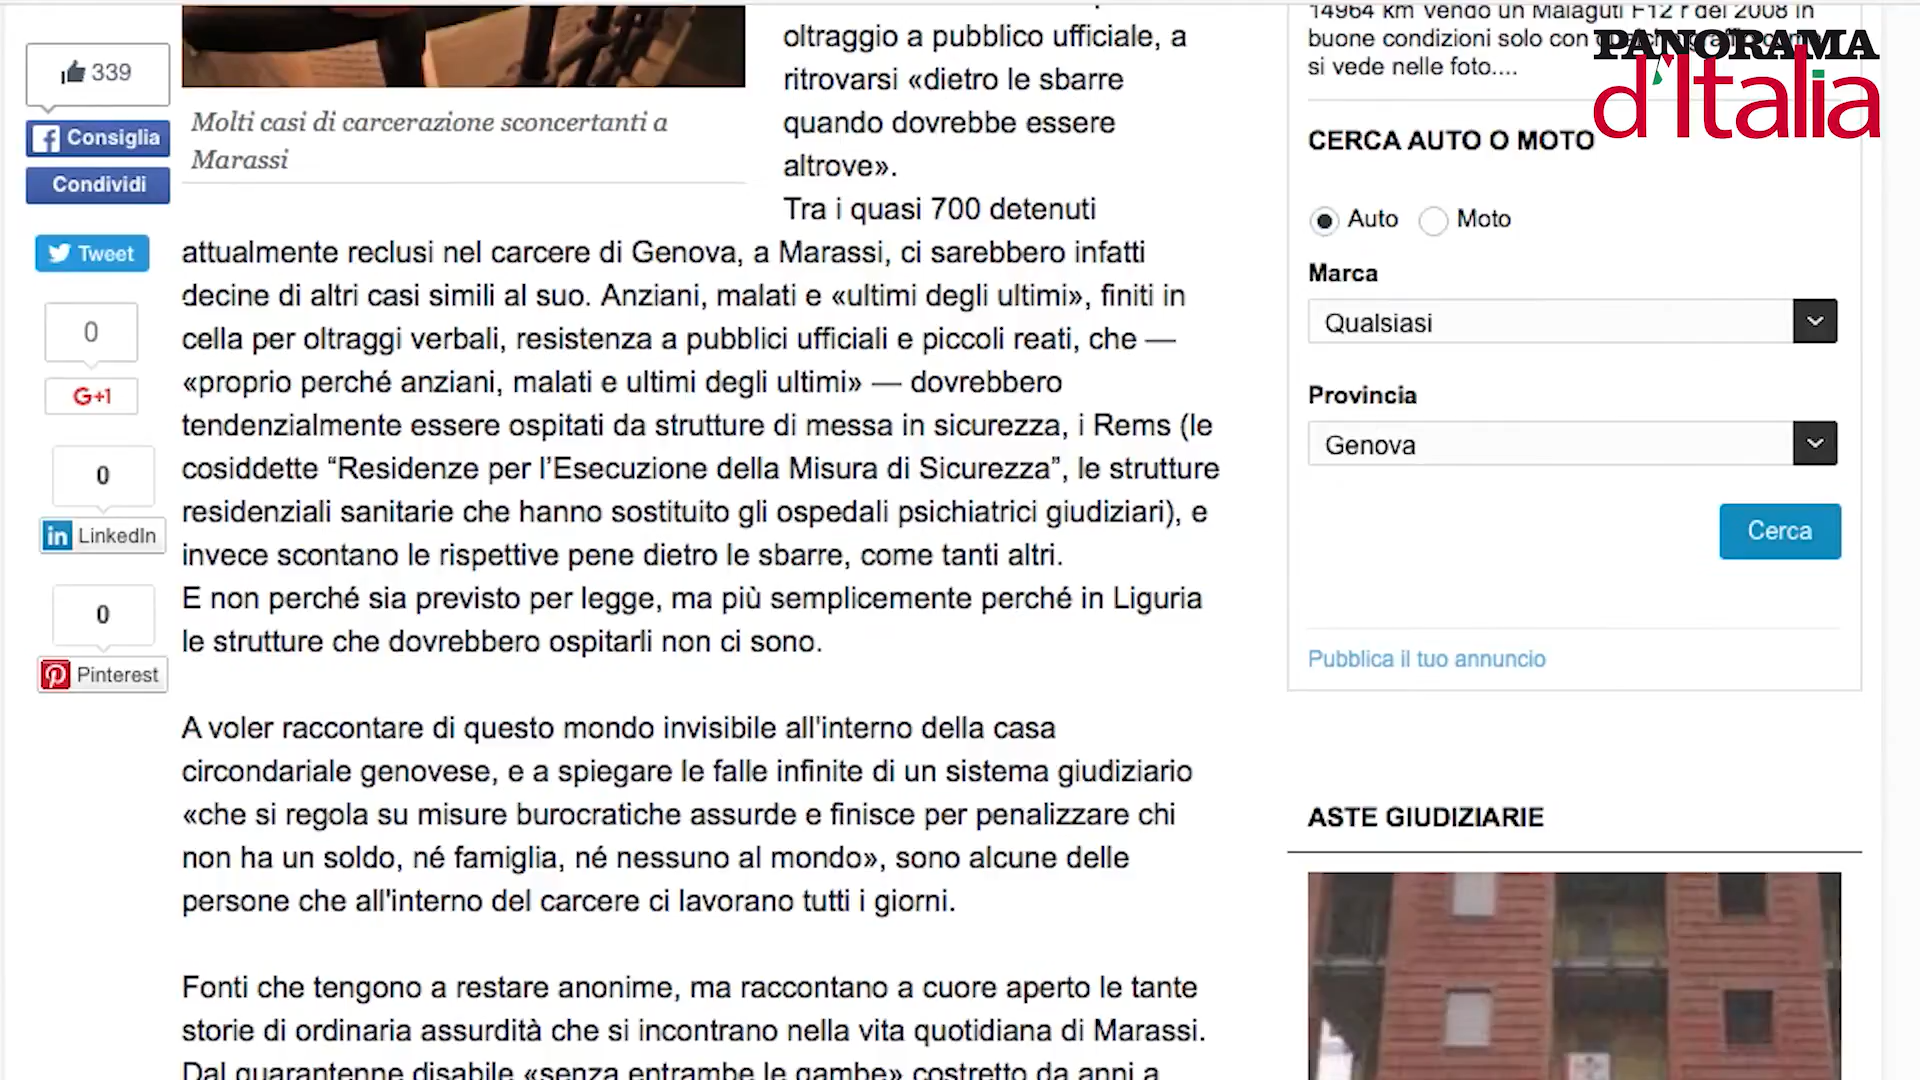 339
Consiglia
Condividi
Tweet
0
G+1
0
LinkedIn
0
Pinterest
Molti casi di carcerazione sconcertanti a
Marassi
oltraggio a pubblico ufficiale, a
ritrovarsi «dietro le sbarre
quando dovrebbe essere
altrove».
Tra i quasi 700 detenuti
attualmente reclusi nel carcere di Genova, a Marassi, ci sarebbero infatti
decine di altri casi simili al suo. Anziani, malati e «ultimi degli ultimi», finiti in
cella per oltraggi verbali, resistenza a pubblici ufficiali e piccoli reati, che —
«proprio perché anziani, malati e ultimi degli ultimi» — dovrebbero
tendenzialmente essere ospitati da strutture di messa in sicurezza, i Rems (le
cosiddette “Residenze per l’Esecuzione della Misura di Sicurezza”, le strutture
residenziali sanitarie che hanno sostituito gli ospedali psichiatrici giudiziari), e
invece scontano le rispettive pene dietro le sbarre, come tanti altri.
E non perché sia previsto per legge, ma più semplicemente perché in Liguria
le strutture che dovrebbero ospitarli non ci sono.
A voler raccontare di questo mondo invisibile all'interno della casa
circondariale genovese, e a spiegare le falle infinite di un sistema giudiziario
«che si regola su misure burocratiche assurde e finisce per penalizzare chi
non ha un soldo, né famiglia, né nessuno al mondo», sono alcune delle
persone che all'interno del carcere ci lavorano tutti i giorni.
Fonti che tengono a restare anonime, ma raccontano a cuore aperto le tante
storie di ordinaria assurdità che si incontrano nella vita quotidiana di Marassi.
Dal quarantenne disabile «senza entrambe le gambe» costretto da anni a
14964 km Vendo un Malaguti F12 r del 2008 in
buone condizioni solo con
si vede nelle foto....
PANORAMA
d'Italia
CERCA AUTO O MOTO
Auto Moto
Marca
Qualsiasi
Provincia
Genova
Cerca
Pubblica il tuo annuncio
ASTE GIUDIZIARIE